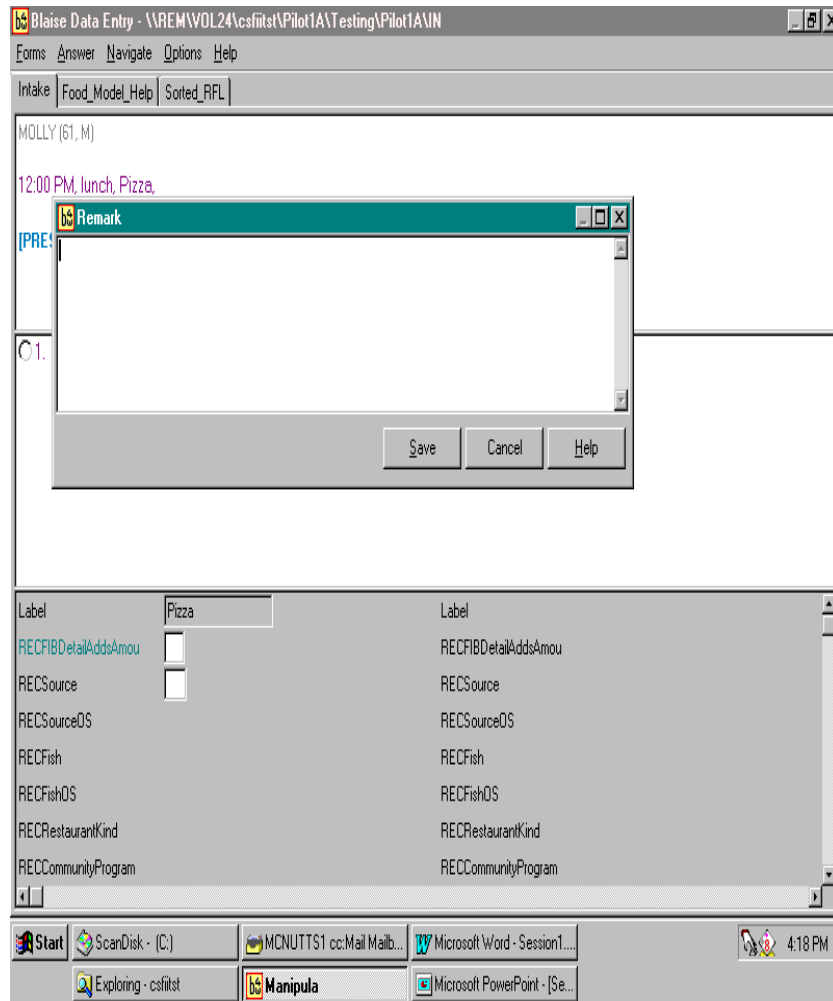 Blaise Data Entry - \\REM\VOL24\csfiitst\Pilot1A\Testing\Pilot1A\IN
Forms Answer Navigate Options Help
Intake Food_Model_Help Sorted_RFL
MOLLY (61, M)
12:00 PM, lunch, Pizza,
[PRES
Remark
1.
Save Cancel Help
Label Pizza Label
RECFIBDetailAddsAmou RECFIBDetailAddsAmou
RECSource RECSource
RECSourceOS RECSourceOS
RECFish RECFish
RECFishOS RECFishOS
RECRestaurantKind RECRestaurantKind
RECCommunityProgram RECCommunityProgram
Start ScanDisk - (C:) MCNUTTS1 cc:Mail Mailb... Microsoft Word - Session1.... 4:18 PM
Exploring - csfiitst Manipula Microsoft PowerPoint - [Se...